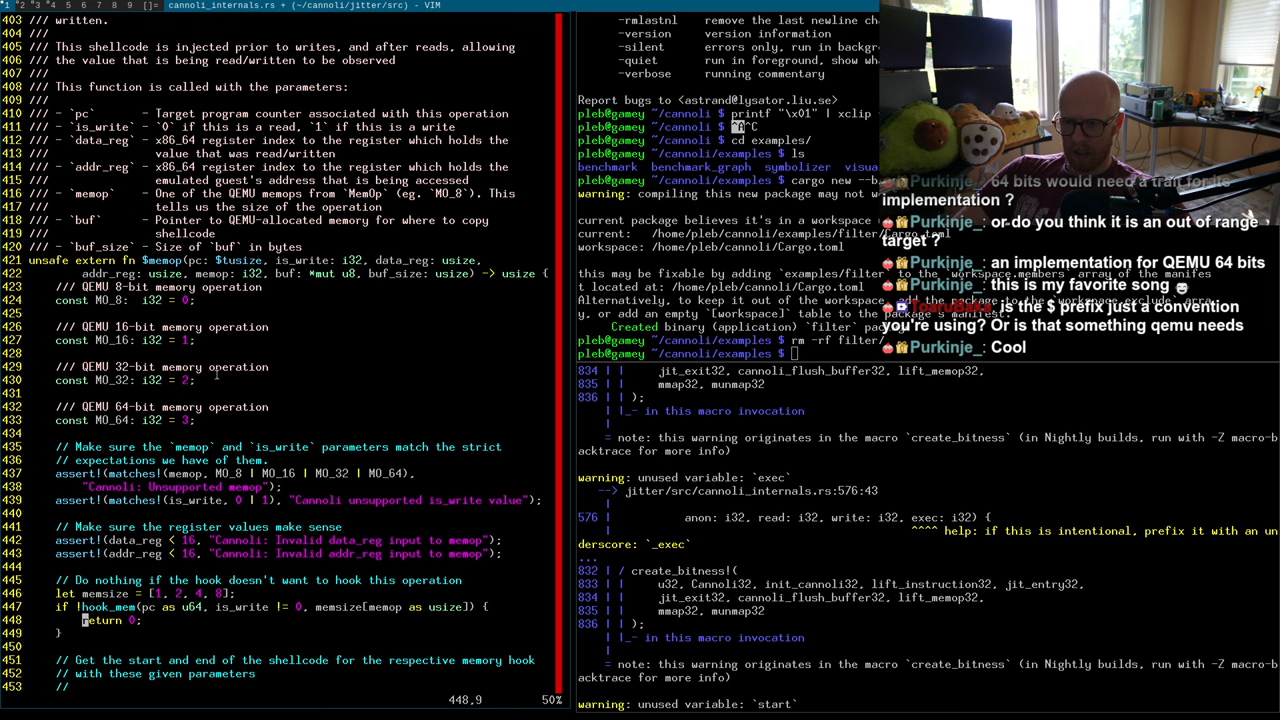 1 2 3 4 5 6 7 8 9 []= cannoli_internals.rs + (~/cannoli/jitter/src) - VIM
403 /// written.
404 ///
405 /// This shellcode is injected prior to writes, and after reads, allowing
406 /// the value that is being read/written to be observed
407 ///
408 /// This function is called with the parameters:
409 ///
410 /// - `pc`       - Target program counter associated with this operation
411 /// - `is_write` - `0` if this is a read, `1` if this is a write
412 /// - `data_reg` - x86_64 register index to the register which holds the
413 ///                value that was read/written
414 /// - `addr_reg` - x86_64 register index to the register which holds the
415 ///                emulated guest's address that is being accessed
416 /// - `memop`    - One of the QEMU memops from `MemOp` (eg. `MO_8`). This
417 ///                tells us the size of the operation
418 /// - `buf`      - Pointer to QEMU-allocated memory for where to copy
419 ///                shellcode
420 /// - `buf_size` - Size of `buf` in bytes
421 unsafe extern fn $memop(pc: $tusize, is_write: i32, data_reg: usize,
422         addr_reg: usize, memop: i32, buf: *mut u8, buf_size: usize) -> usize {
423     /// QEMU 8-bit memory operation
424     const MO_8:  i32 = 0;
425
426     /// QEMU 16-bit memory operation
427     const MO_16: i32 = 1;
428
429     /// QEMU 32-bit memory operation
430     const MO_32: i32 = 2;
431
432     /// QEMU 64-bit memory operation
433     const MO_64: i32 = 3;
434
435     // Make sure the `memop` and `is_write` parameters match the strict
436     // expectations we have of them.
437     assert!(matches!(memop, MO_8 | MO_16 | MO_32 | MO_64),
438         "Cannoli: Unsupported memop");
439     assert!(matches!(is_write, 0 | 1), "Cannoli unsupported is_write value");
440
441     // Make sure the register values make sense
442     assert!(data_reg < 16, "Cannoli: Invalid data_reg input to memop");
443     assert!(addr_reg < 16, "Cannoli: Invalid addr_reg input to memop");
444
445     // Do nothing if the hook doesn't want to hook this operation
446     let memsize = [1, 2, 4, 8];
447     if !hook_mem(pc as u64, is_write != 0, memsize[memop as usize]) {
448         return 0;
449     }
450
451     // Get the start and end of the shellcode for the respective memory hook
452     // with these given parameters
453     //
448,9 50%
-rmlastnl remove the last newline cha
-version version information
-silent errors only, run in backgr
-quiet run in foreground, show wha
-verbose running commentary
Report bugs to <astrand@lysator.liu.se>
pleb@gamey ~/cannoli $ printf "\x01" | xclip
pleb@gamey ~/cannoli $ ^A^C
pleb@gamey ~/cannoli $ cd examples/
pleb@gamey ~/cannoli/examples $ ls
benchmark benchmark_graph symbolizer visua
pleb@gamey ~/cannoli/examples $ cargo new --b
warning: compiling this new package may not w
current package believes it's in a workspace
current: /home/pleb/cannoli/examples/filter/Cargo.toml
workspace: /home/pleb/cannoli/Cargo.toml
this may be fixable by adding `examples/filter` to the `workspace.members` array of the manifes
t located at: /home/pleb/cannoli/Cargo.toml
Alternatively, to keep it out of the workspace, add the package to the `workspace.exclude` arra
y, or add an empty `[workspace]` table to the package's manifest.
Created binary (application) `filter` package
pleb@gamey ~/cannoli/examples $ rm -rf filter/
pleb@gamey ~/cannoli/examples $
Purkinje_: 64 bits would need a trait for its
implementation ?
Purkinje_: or do you think it is an out of range
target ?
Purkinje_: an implementation for QEMU 64 bits
Purkinje_: this is my favorite song
ToaruBaka: is the $ prefix just a convention
you're using? Or is that something qemu needs
Purkinje_: Cool
834 | |     jit_exit32, cannoli_flush_buffer32, lift_memop32,
835 | |     mmap32, munmap32
836 | | );
| |_- in this macro invocation
|
= note: this warning originates in the macro `create_bitness` (in Nightly builds, run with -Z macro-b
acktrace for more info)
warning: unused variable: `exec`
--> jitter/src/cannoli_internals.rs:576:43
|
576 |         anon: i32, read: i32, write: i32, exec: i32) {
| ^^^^ help: if this is intentional, prefix it with an un
derscore: `_exec`
...
832 | / create_bitness!(
833 | |     u32, Cannoli32, init_cannoli32, lift_instruction32, jit_entry32,
834 | |     jit_exit32, cannoli_flush_buffer32, lift_memop32,
835 | |     mmap32, munmap32
836 | | );
| |_- in this macro invocation
|
= note: this warning originates in the macro `create_bitness` (in Nightly builds, run with -Z macro-b
acktrace for more info)
warning: unused variable: `start`